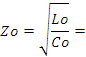 Zo = √(Lo/Co) =